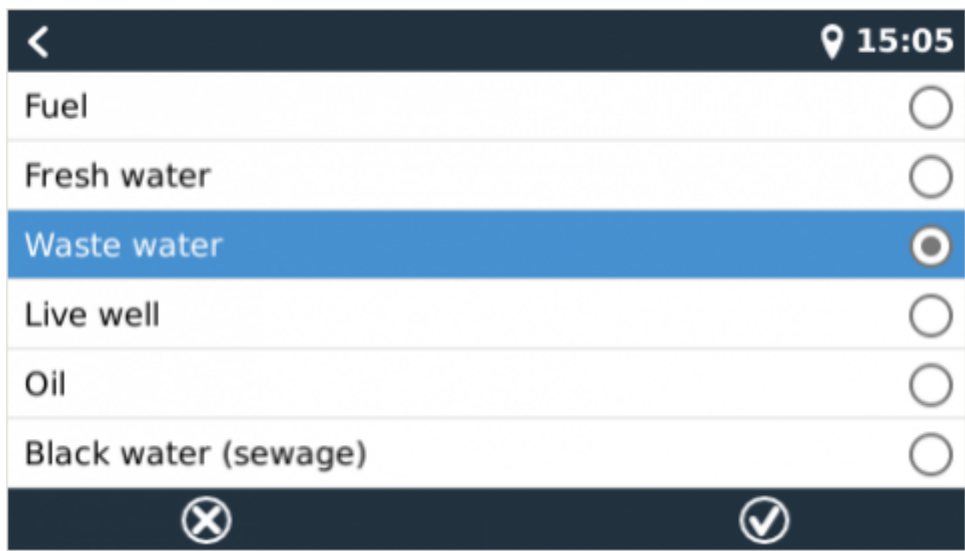 15:05
Fuel
Fresh water
Waste water
Live well
Oil
Black water (sewage)